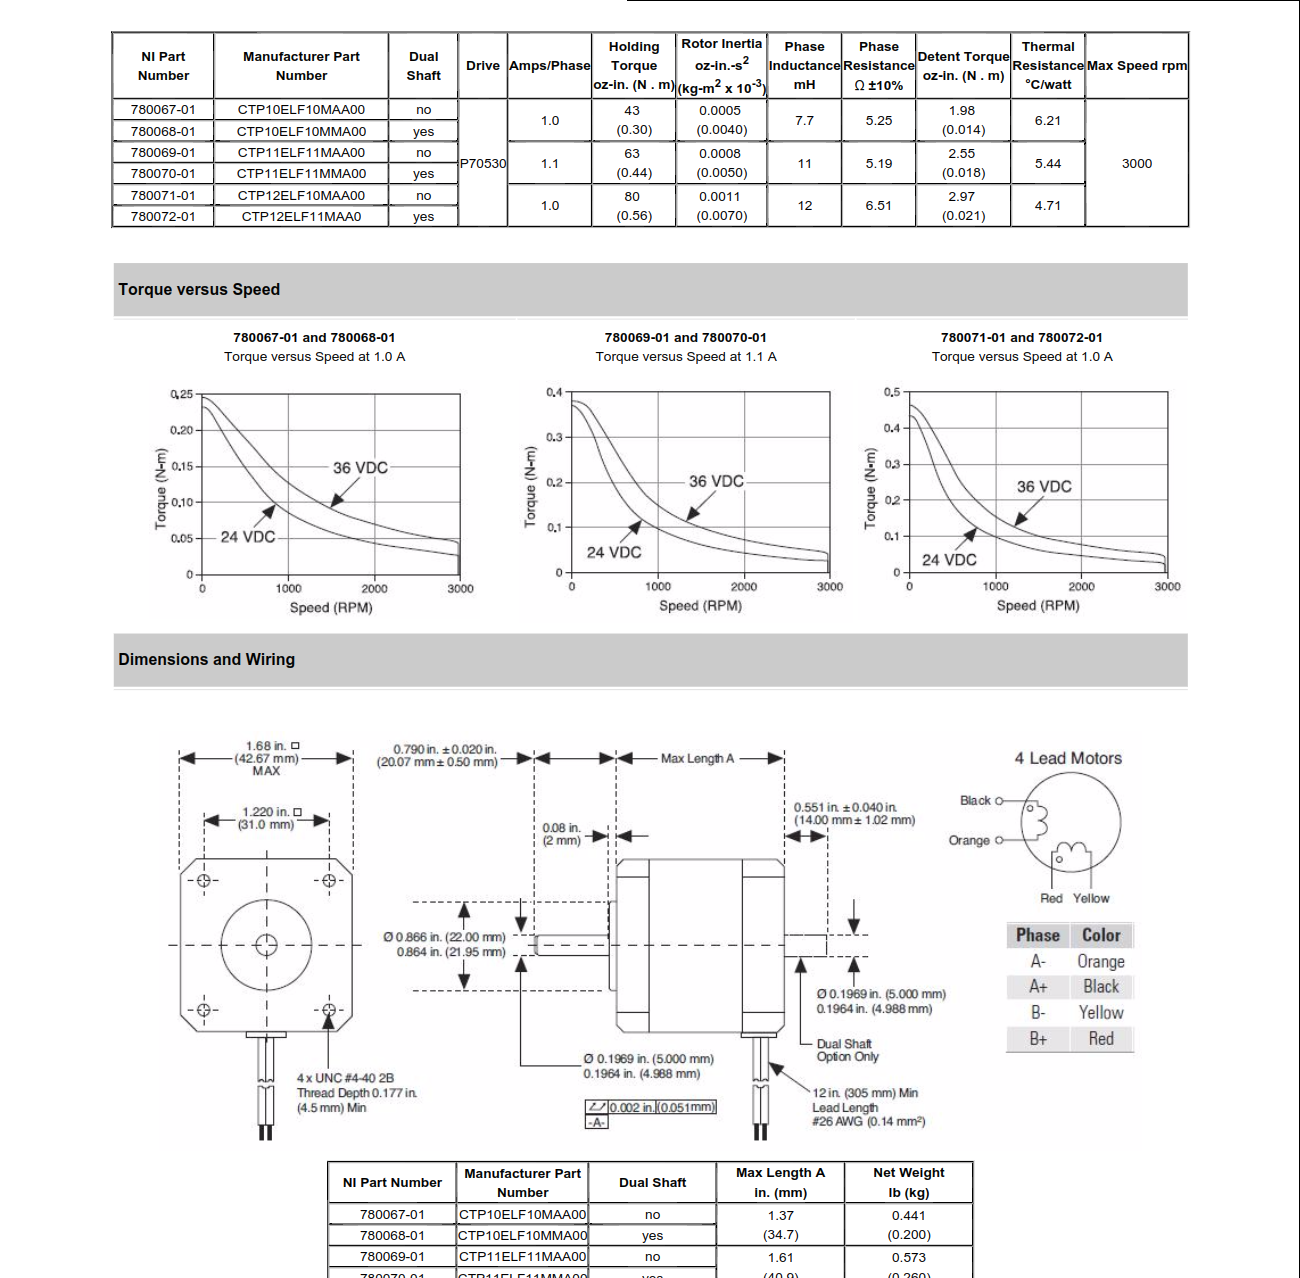 NI Part Number Manufacturer Part Number Dual Shaft Drive Amps/Phase Holding Torque oz-in. (N . m) Rotor Inertia oz-in.-s2 (kg-m2 x 10-3) Phase Inductance mH Phase Resistance Ω ±10% Detent Torque oz-in. (N . m) Thermal Resistance °C/watt Max Speed rpm
780067-01 CTP10ELF10MAA00 no P70530 1.0 43 (0.30) 0.0005 (0.0040) 7.7 5.25 1.98 (0.014) 6.21 3000
780068-01 CTP10ELF10MMA00 yes
780069-01 CTP11ELF11MAA00 no 1.1 63 (0.44) 0.0008 (0.0050) 11 5.19 2.55 (0.018) 5.44
780070-01 CTP11ELF11MMA00 yes
780071-01 CTP12ELF10MAA00 no 1.0 80 (0.56) 0.0011 (0.0070) 12 6.51 2.97 (0.021) 4.71
780072-01 CTP12ELF11MAA0 yes
Torque versus Speed
780067-01 and 780068-01
Torque versus Speed at 1.0 A
0.25
0.20
0.15
0.10
0.05
0
Torque (N-m)
36 VDC
24 VDC
0 1000 2000 3000
Speed (RPM)
780069-01 and 780070-01
Torque versus Speed at 1.1 A
0.4
0.3
0.2
0.1
0
Torque (N-m)
36 VDC
24 VDC
0 1000 2000 3000
Speed (RPM)
780071-01 and 780072-01
Torque versus Speed at 1.0 A
0.5
0.4
0.3
0.2
0.1
0
Torque (N-m)
36 VDC
24 VDC
0 1000 2000 3000
Speed (RPM)
Dimensions and Wiring
1.68 in.
(42.67 mm)
MAX
1.220 in.
(31.0 mm)
4 x UNC #4-40 2B
Thread Depth 0.177 in.
(4.5 mm) Min
0.790 in. ± 0.020 in.
(20.07 mm ± 0.50 mm)
Max Length A
0.08 in.
(2 mm)
0.551 in. ± 0.040 in.
(14.00 mm ± 1.02 mm)
Ø 0.866 in. (22.00 mm)
0.864 in. (21.95 mm)
Ø 0.1969 in. (5.000 mm)
0.1964 in. (4.988 mm)
Dual Shaft
Option Only
Ø 0.1969 in. (5.000 mm)
0.1964 in. (4.988 mm)
0.002 in. (0.051mm)
-A-
12 in. (305 mm) Min
Lead Length
#26 AWG (0.14 mm2)
4 Lead Motors
Black
Orange
Red Yellow
Phase Color
A- Orange
A+ Black
B- Yellow
B+ Red
NI Part Number Manufacturer Part Number Dual Shaft Max Length A in. (mm) Net Weight lb (kg)
780067-01 CTP10ELF10MAA00 no 1.37 (34.7) 0.441 (0.200)
780068-01 CTP10ELF10MMA00 yes
780069-01 CTP11ELF11MAA00 no 1.61 (40.9) 0.573 (0.260)
780070-01 CTP11ELF11MMA00 yes